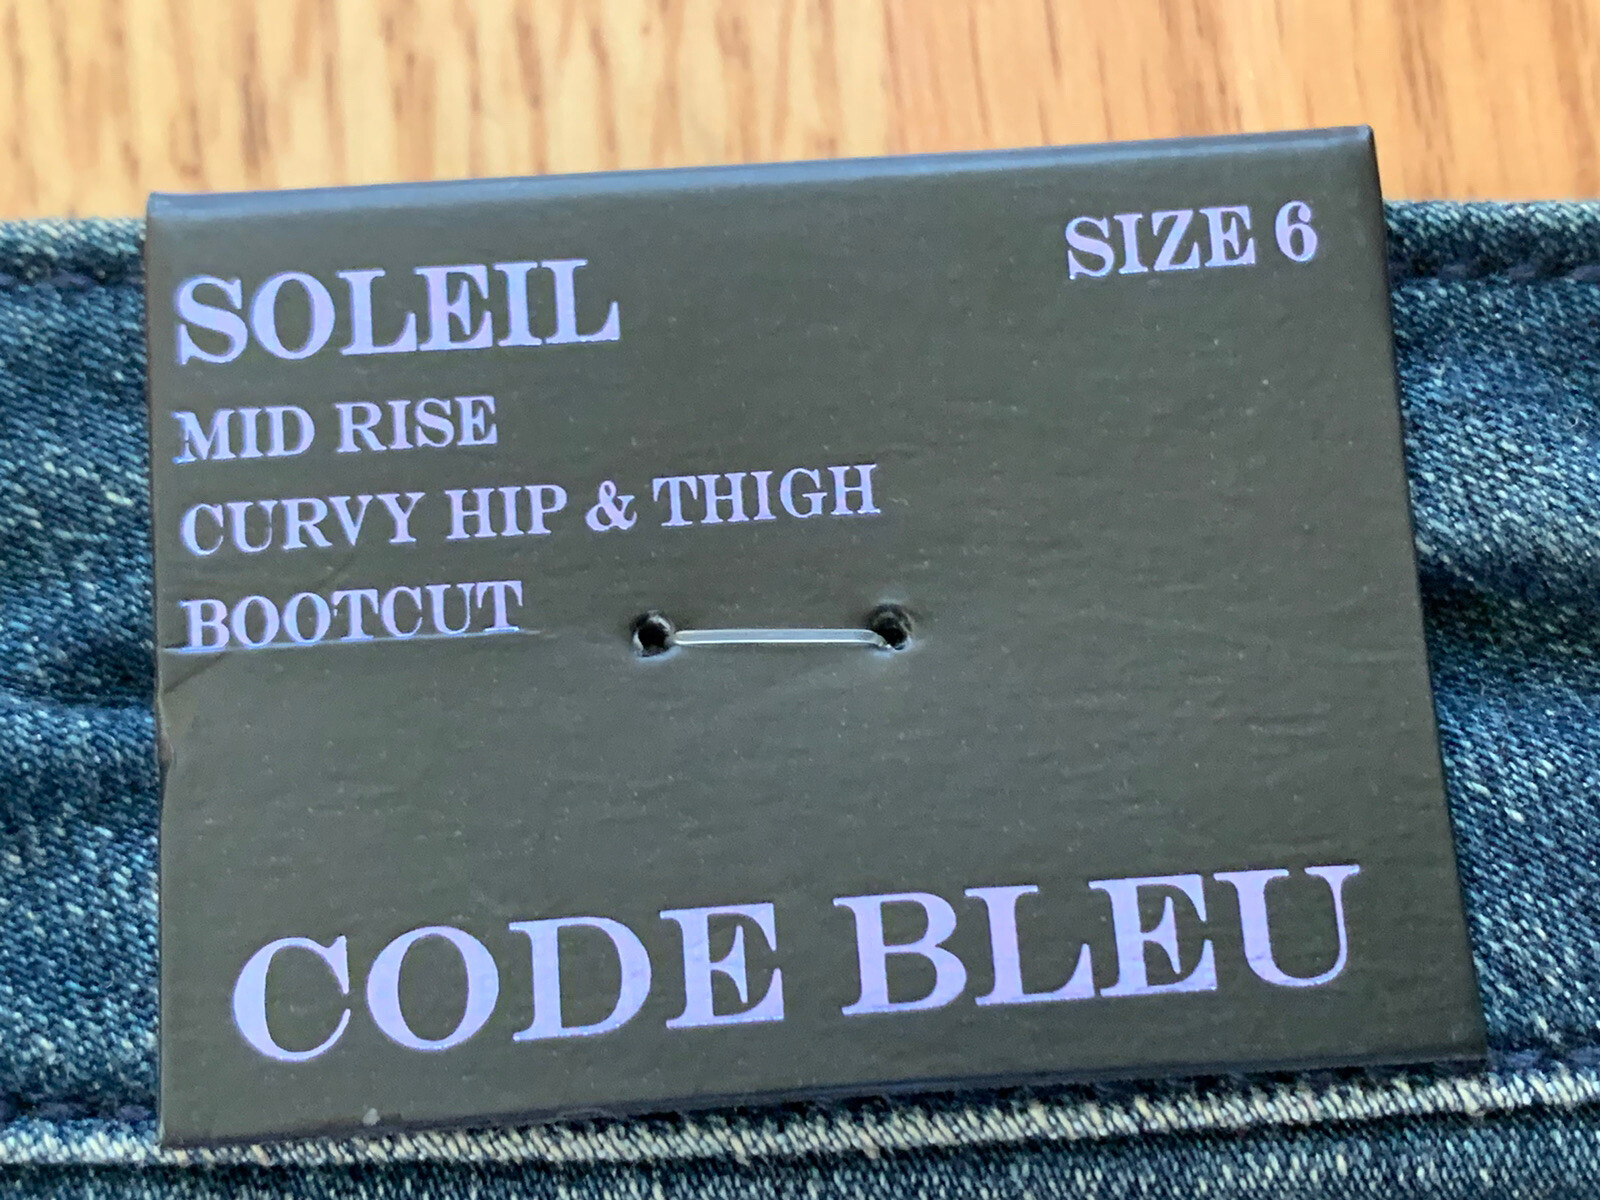 SIZE 6
SOLEIL
MID RISE
CURVY HIP & THIGH
BOOTCUT
CODE BLEU